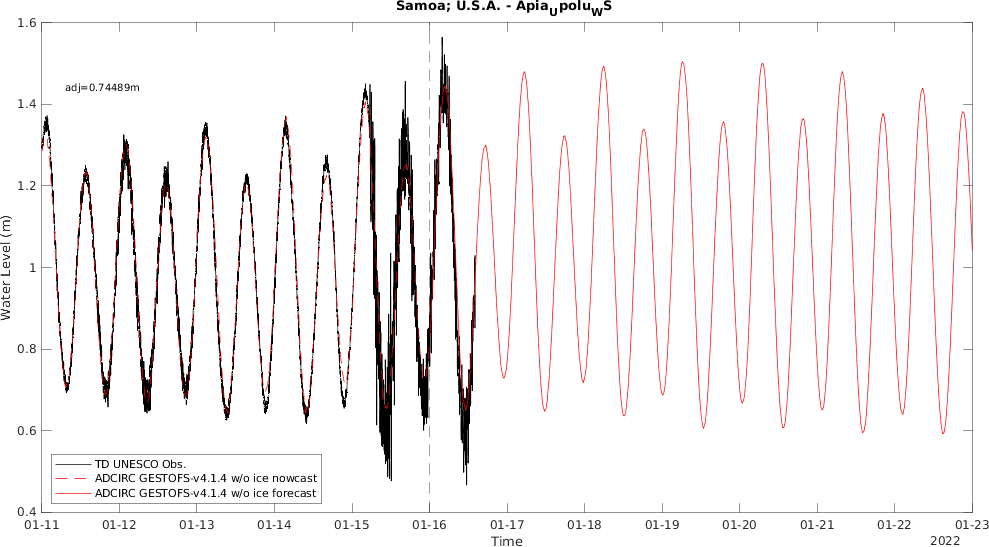 Samoa; U.S.A. - Apia_Upolu_WS
1.6
adj=0.74489m
1.4
1.2
1
0.8
0.6
0.4
Water Level (m)
TD UNESCO Obs.
ADCIRC GESTOFS-v4.1.4 w/o ice nowcast
ADCIRC GESTOFS-v4.1.4 w/o ice forecast
01-11 01-12 01-13 01-14 01-15 01-16 01-17 01-18 01-19 01-20 01-21 01-22 01-23
Time
2022